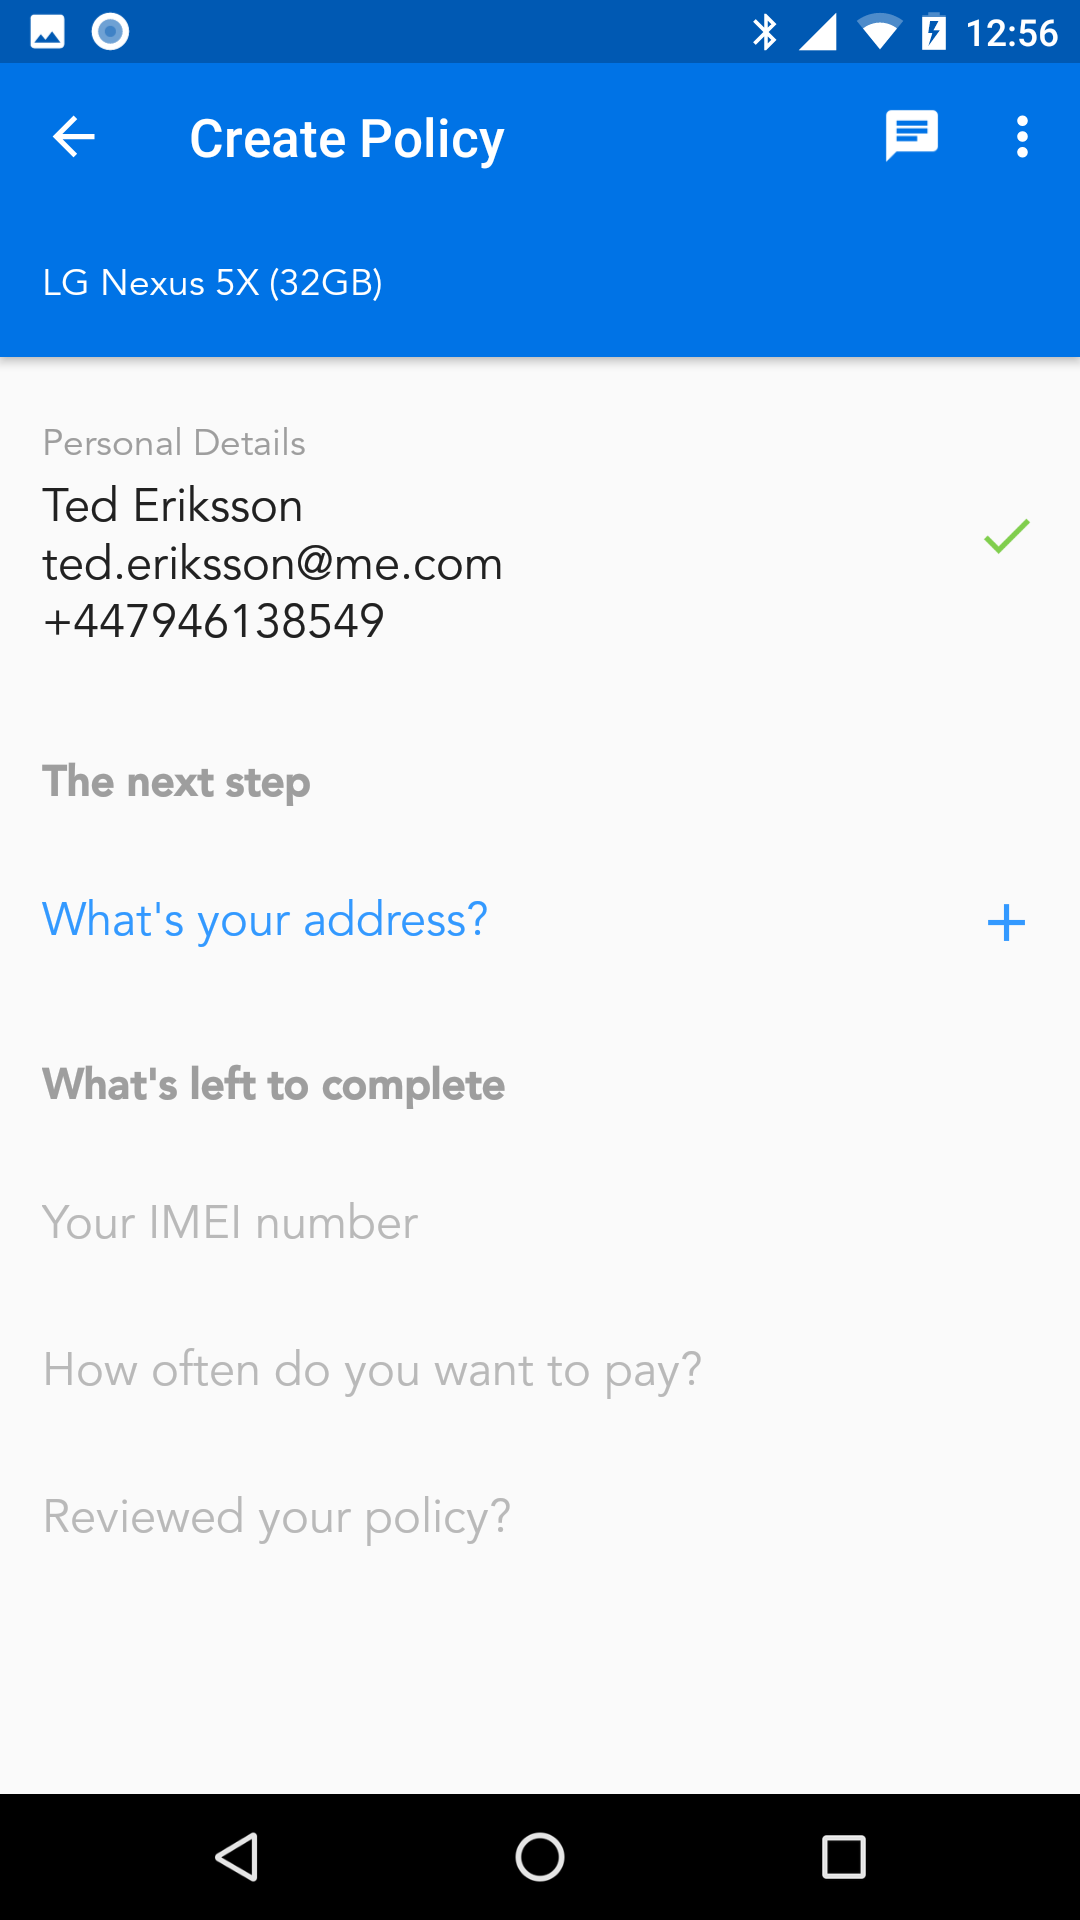 12:56
Create Policy
LG Nexus 5X (32GB)
Personal Details
Ted Eriksson
ted.eriksson@me.com
+447946138549
The next step
What's your address?
What's left to complete
Your IMEI number
How often do you want to pay?
Reviewed your policy?